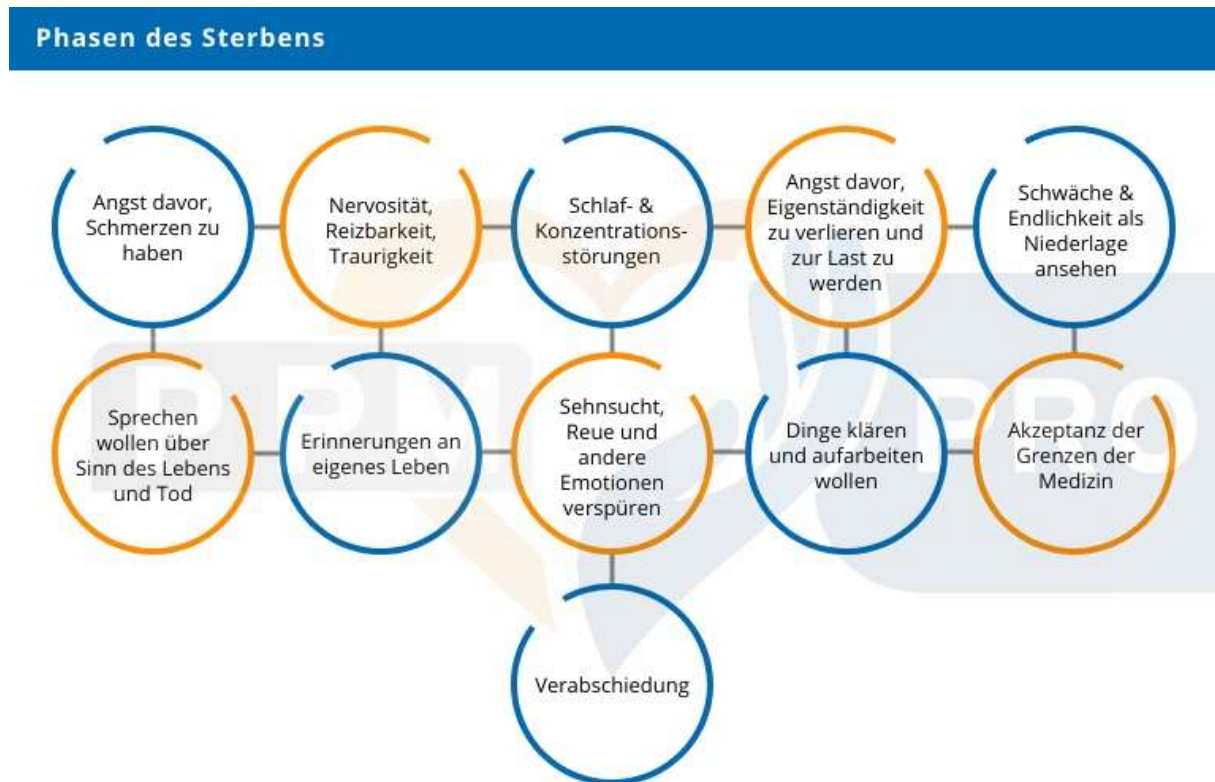 Phasen des Sterbens
Angst davor,
Schmerzen zu
haben
Nervosität,
Reizbarkeit,
Traurigkeit
Schlaf- &
Konzentrations-
störungen
Angst davor,
Eigenständigkeit
zu verlieren und
zur Last zu
werden
Schwäche &
Endlichkeit als
Niederlage
ansehen
Sprechen
wollen über
Sinn des Lebens
und Tod
Erinnerungen an
eigenes Leben
Sehnsucht,
Reue und
andere
Emotionen
verspüren
Dinge klären
und aufarbeiten
wollen
Akzeptanz der
Grenzen der
Medizin
Verabschiedung
PPM
PRO